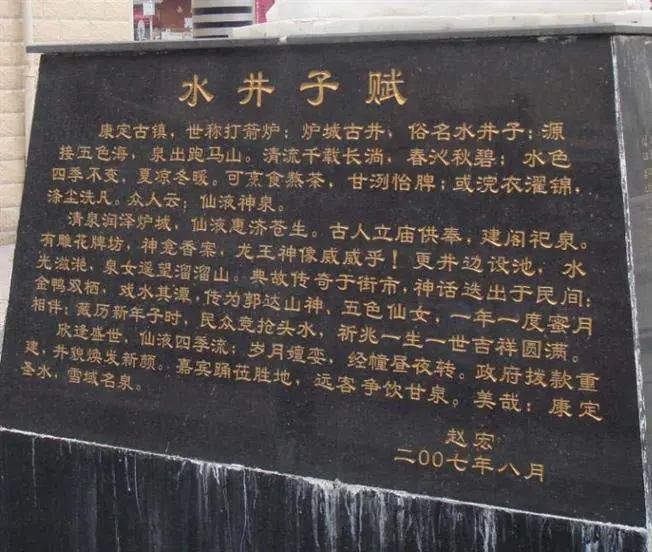 水井子赋
康定古镇，世称打箭炉；炉城古井，俗名水井子；源
接五色海，泉出跑马山。清流千载长淌，春沁秋碧；水色
四季不变，夏凉冬暖。可烹食熬茶，甘洌怡脾；或浣衣濯锦，
涤尘洗凡。众人云：仙液神泉。
清泉润泽炉城，仙液惠济苍生。古人立庙供奉，建阁祀泉。
有雕花牌坊，神龛香案，龙王神像威威乎！更井边设池，水
光潋滟，泉女遥望溜溜山。典故传奇于街市，神话迭出于民间：
金鸭双栖，戏水其潭，传为郭达山神、五色仙女，一年一度蜜月
相伴；藏历新年子时，民众竞抢头水，祈兆一生一世吉祥圆满。
欣逢盛世，仙液四季流；岁月嬗变，经幢昼夜转。政府拨款重
建，井貌焕发新颜。嘉宾踊莅胜地，远客争饮甘泉。美哉：康定
圣水；雪域名泉。
赵宏
二00七年八月